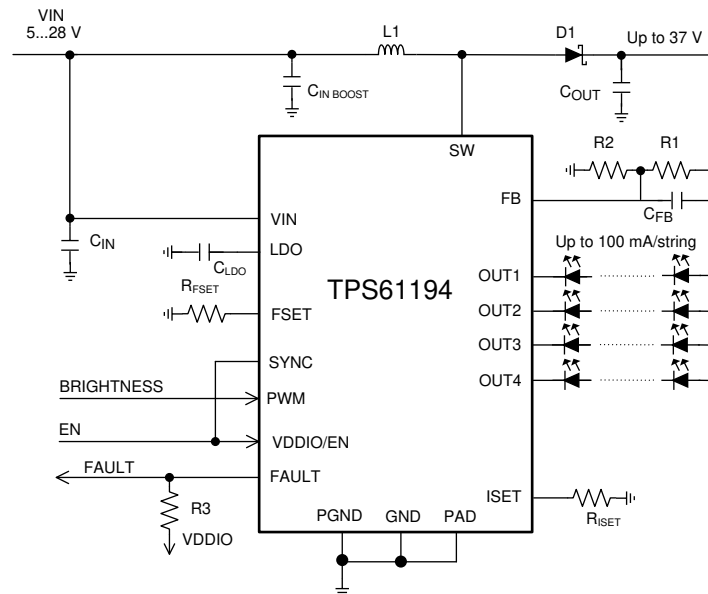 VIN
5...28 V
L1
D1
Up to 37 V
C IN BOOST
COUT
SW
R2
R1
FB
CFB
VIN
CIN
LDO
CLDO
Up to 100 mA/string
RFSET
TPS61194
OUT1
FSET
OUT2
OUT3
SYNC
OUT4
BRIGHTNESS
PWM
EN
VDDIO/EN
FAULT
FAULT
ISET
R3
RISET
PGND
GND
PAD
VDDIO